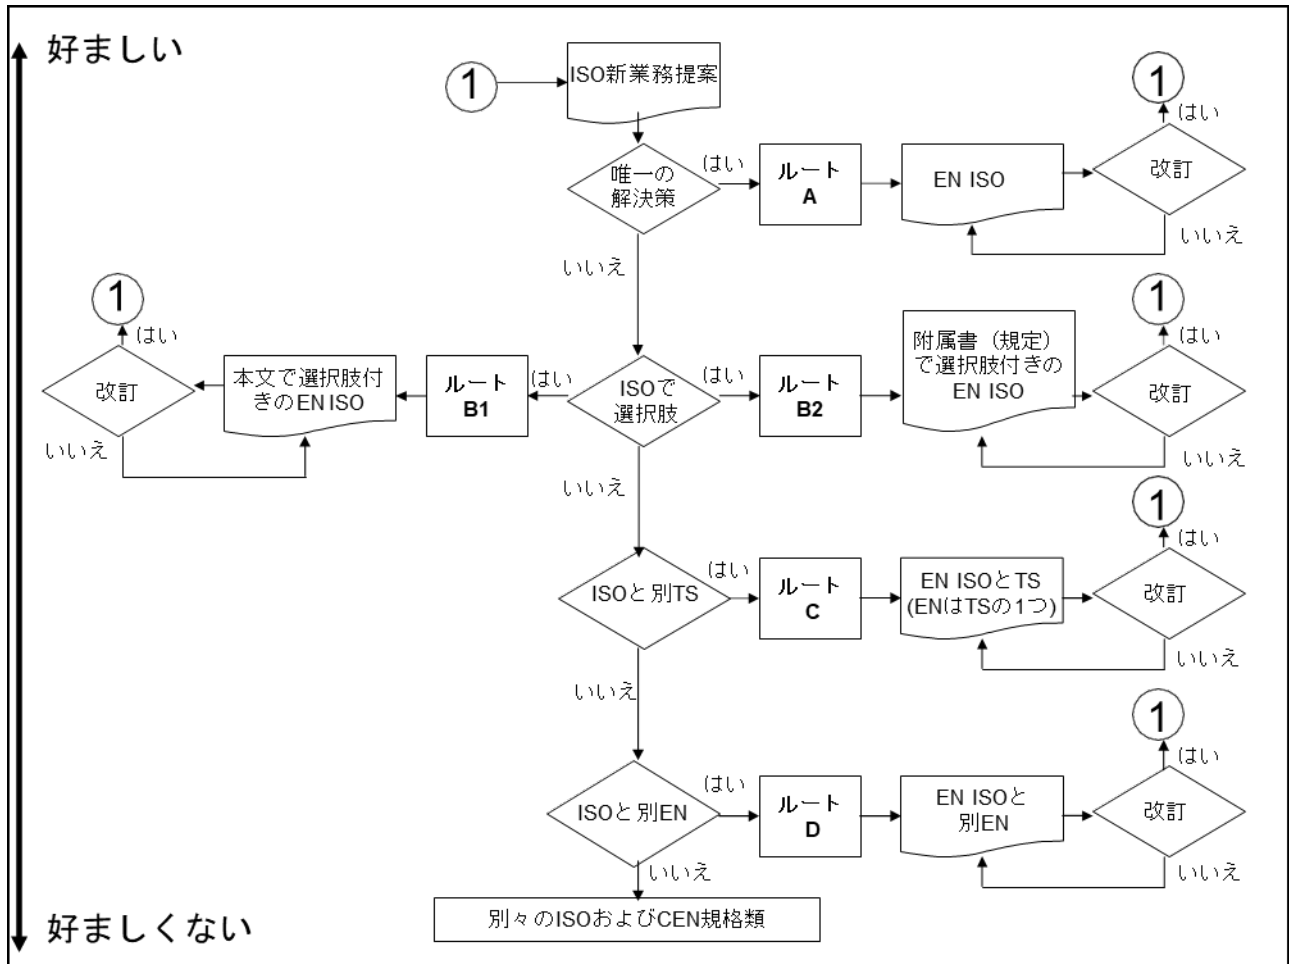 好ましい
1
ISO新業務提案
1
はい
唯一の
解決策
はい
ルート
A
EN ISO
改訂
いいえ
いいえ
1
はい
改訂
いいえ
本文で選択肢付
きのEN ISO
ルート
B1
はい
ISOで
選択肢
はい
ルート
B2
附属書（規定）
で選択肢付きの
EN ISO
1
はい
改訂
いいえ
いいえ
ISOと別TS
はい
ルート
C
EN ISOとTS
(ENはTSの1つ)
1
はい
改訂
いいえ
いいえ
ISOと別EN
はい
ルート
D
EN ISOと
別EN
1
はい
改訂
いいえ
いいえ
別々のISOおよびCEN規格類
好ましくない